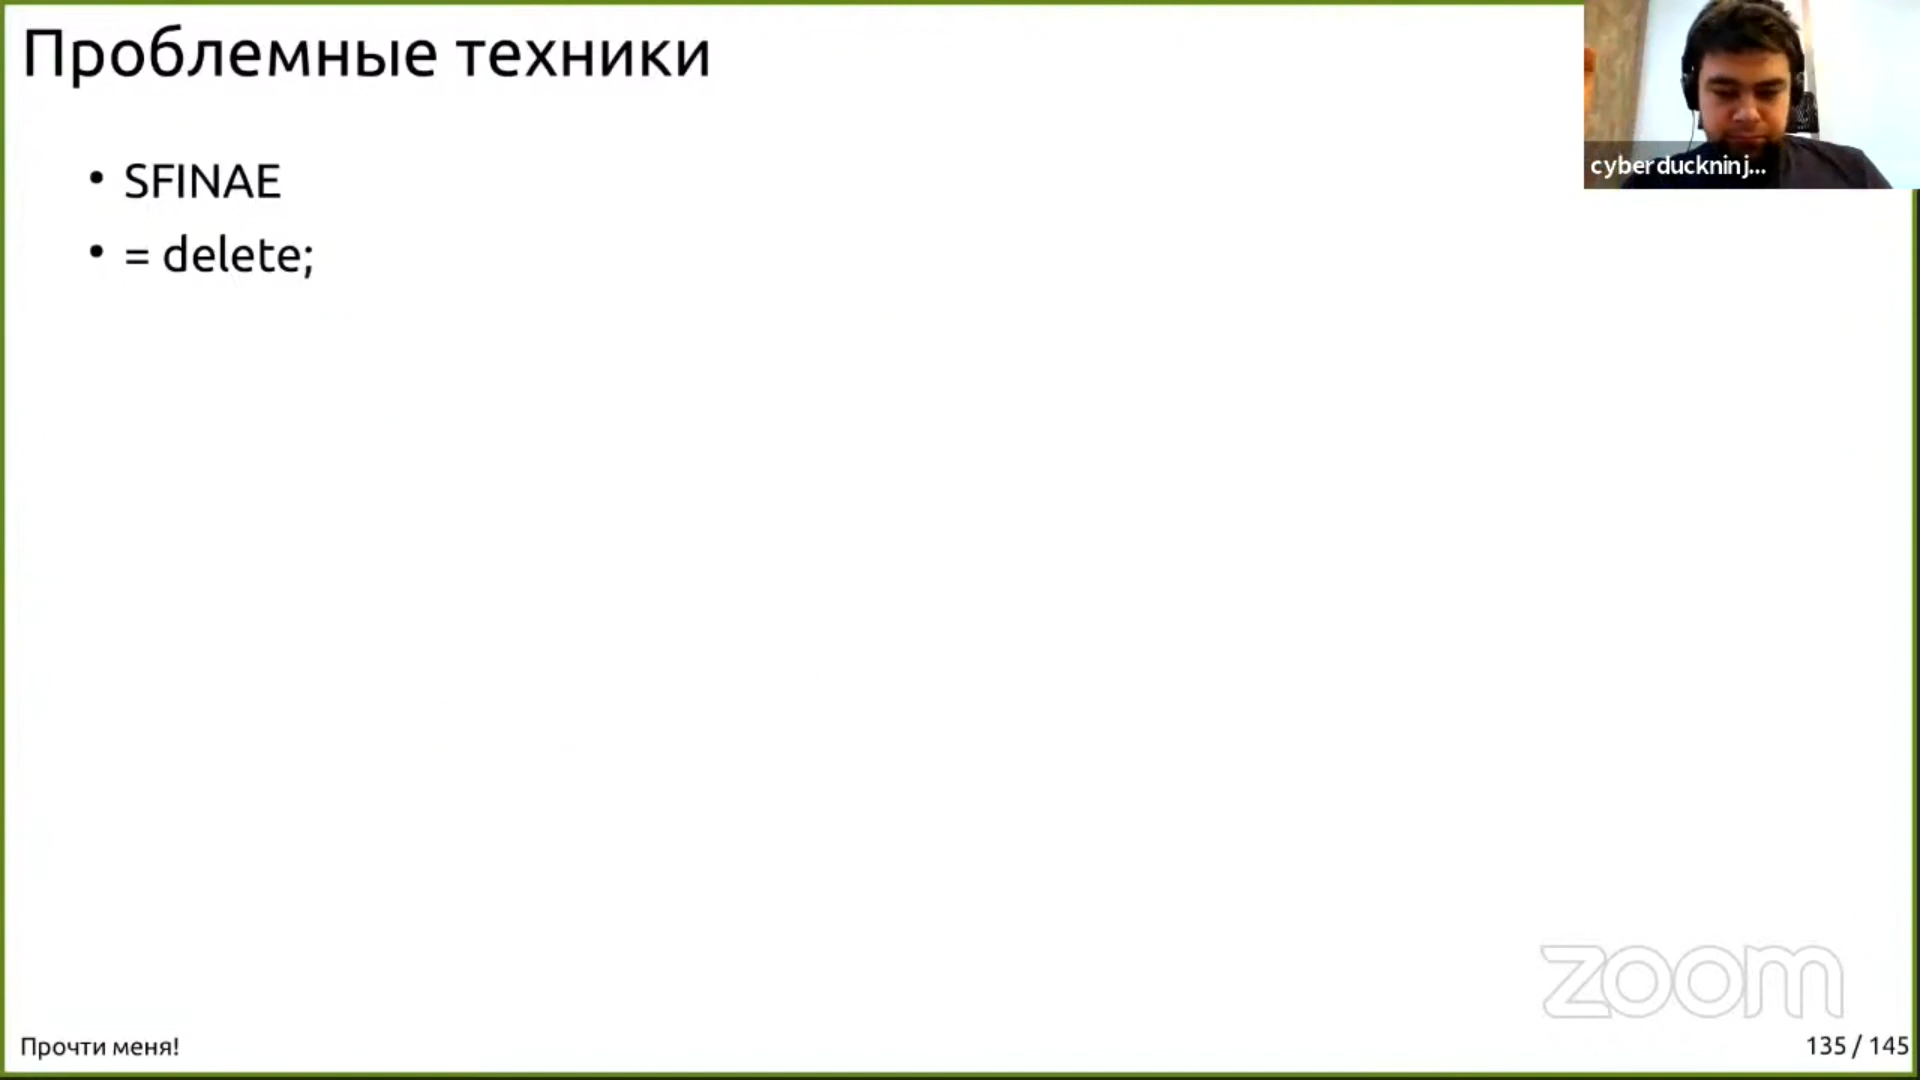 Проблемные техники
cyberduckninj...
• SFINAE
• = delete;
zoom
Прочти меня!
135 / 145